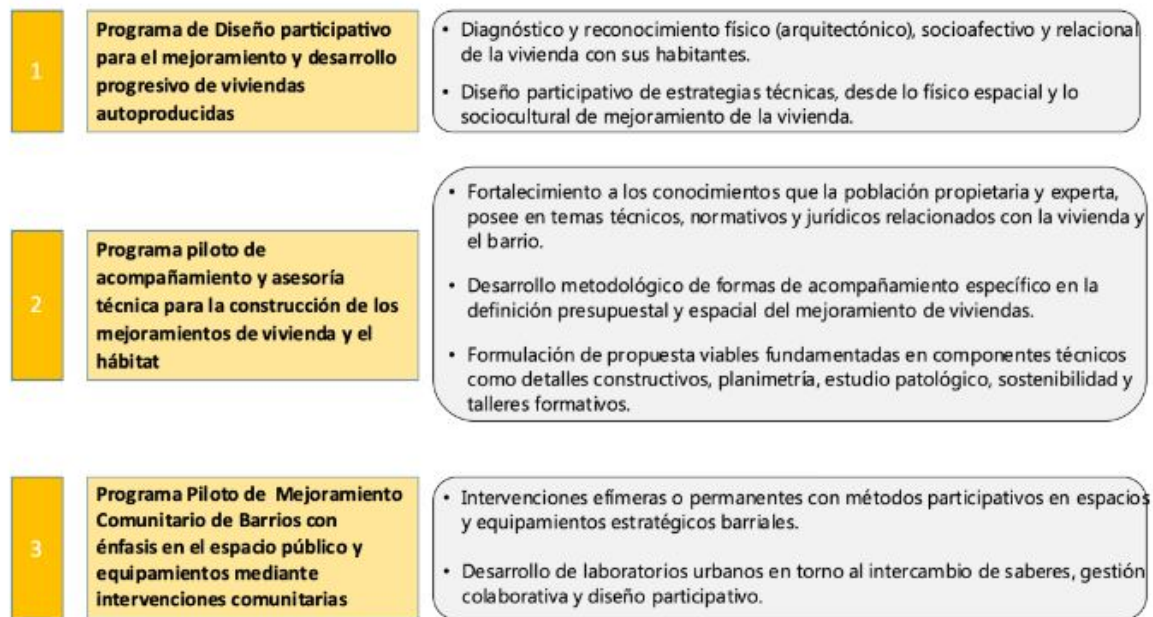 1
Programa de Diseño participativo
para el mejoramiento y desarrollo
progresivo de viviendas
autoproducidas
• Diagnóstico y reconocimiento físico (arquitectónico), socioafectivo y relacional
de la vivienda con sus habitantes.
• Diseño participativo de estrategias técnicas, desde lo físico espacial y lo
sociocultural de mejoramiento de la vivienda.
2
Programa piloto de
acompañamiento y asesoría
técnica para la construcción de los
mejoramientos de vivienda y el
hábitat
• Fortalecimiento a los conocimientos que la población propietaria y experta,
posee en temas técnicos, normativos y jurídicos relacionados con la vivienda y
el barrio.
• Desarrollo metodológico de formas de acompañamiento específico en la
definición presupuestal y espacial del mejoramiento de viviendas.
• Formulación de propuesta viables fundamentadas en componentes técnicos
como detalles constructivos, planimetría, estudio patológico, sostenibilidad y
talleres formativos.
3
Programa Piloto de Mejoramiento
Comunitario de Barrios con
énfasis en el espacio público y
equipamientos mediante
intervenciones comunitarias
• Intervenciones efímeras o permanentes con métodos participativos en espacios
y equipamientos estratégicos barriales.
• Desarrollo de laboratorios urbanos en torno al intercambio de saberes, gestión
colaborativa y diseño participativo.